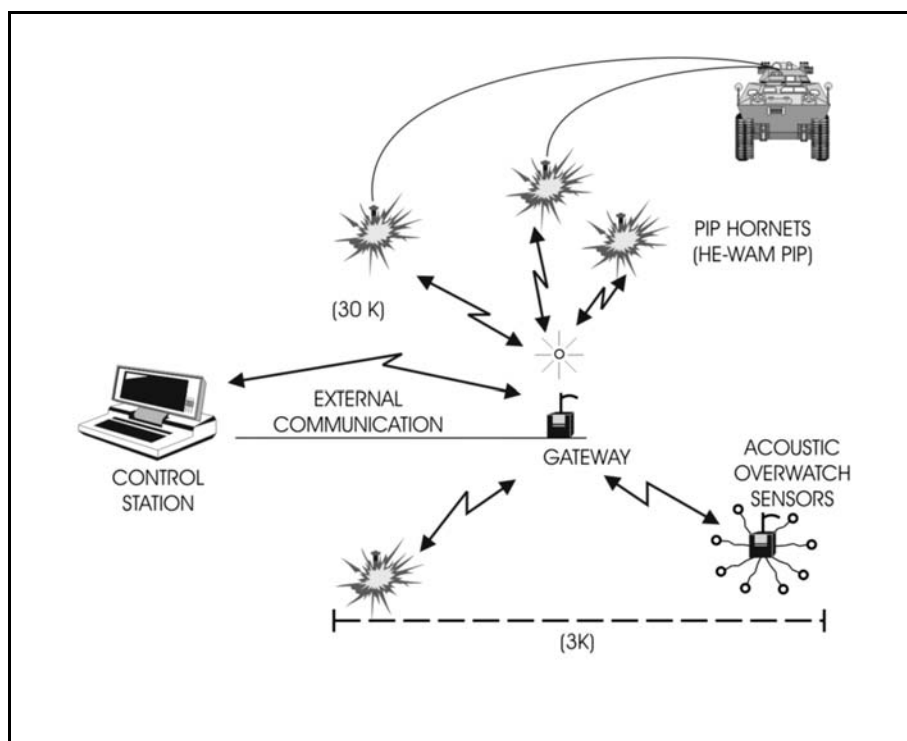 PIP HORNETS
(HE-WAM PIP)
(30 K)
EXTERNAL
COMMUNICATION
CONTROL
STATION
GATEWAY
ACOUSTIC
OVERWATCH
SENSORS
(3K)